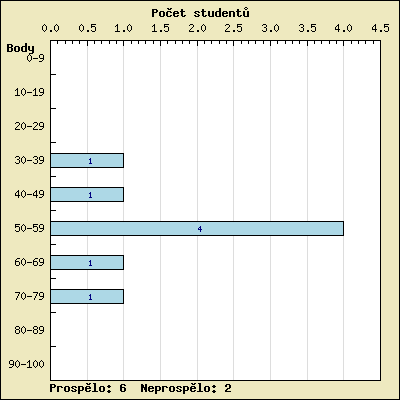 Počet studentů
0.0 0.5 1.0 1.5 2.0 2.5 3.0 3.5 4.0 4.5
Body
0-9
10-19
20-29
30-39 1
40-49 1
50-59 4
60-69 1
70-79 1
80-89
90-100
Prospělo: 6 Neprospělo: 2